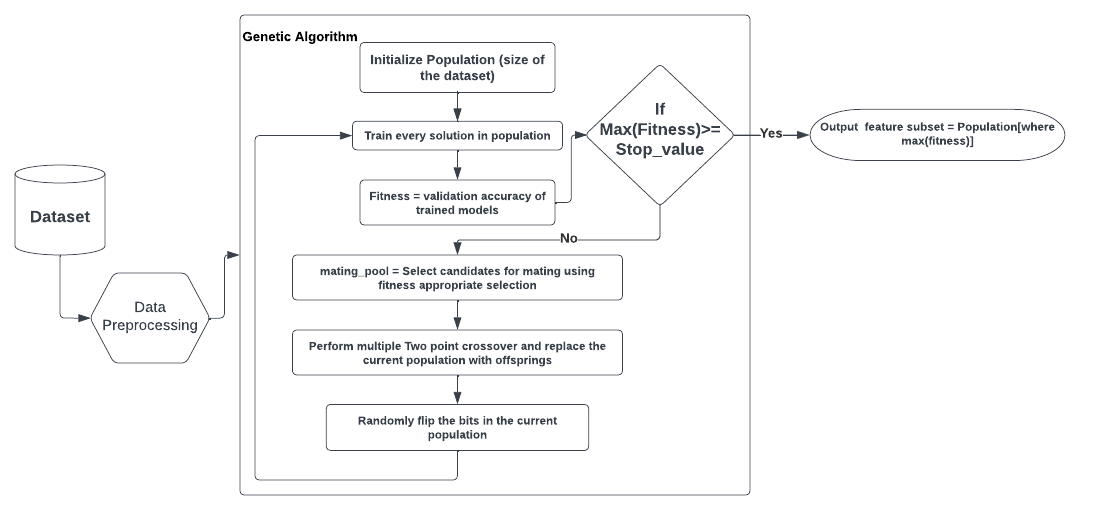 Genetic Algorithm
Initialize Population (size of
the dataset)
Train every solution in population
Fitness = validation accuracy of
trained models
If
Max(Fitness)>=
Stop_value
Yes
Output feature subset = Population[where
max(fitness)]
No
Dataset
Data
Preprocessing
mating_pool = Select candidates for mating using
fitness appropriate selection
Perform multiple Two point crossover and replace the
current population with offsprings
Randomly flip the bits in the current
population